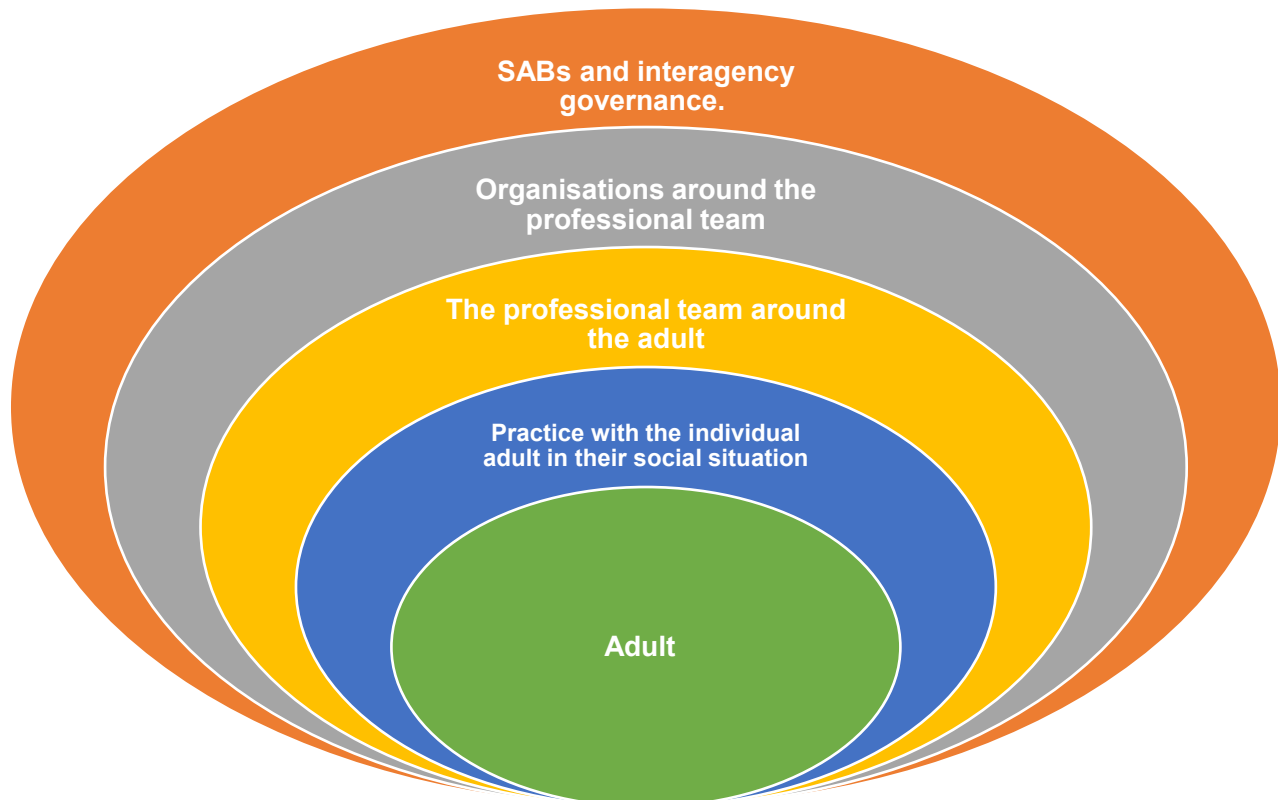 SABs and interagency
governance.
Organisations around the
professional team
The professional team around
the adult
Practice with the individual
adult in their social situation
Adult